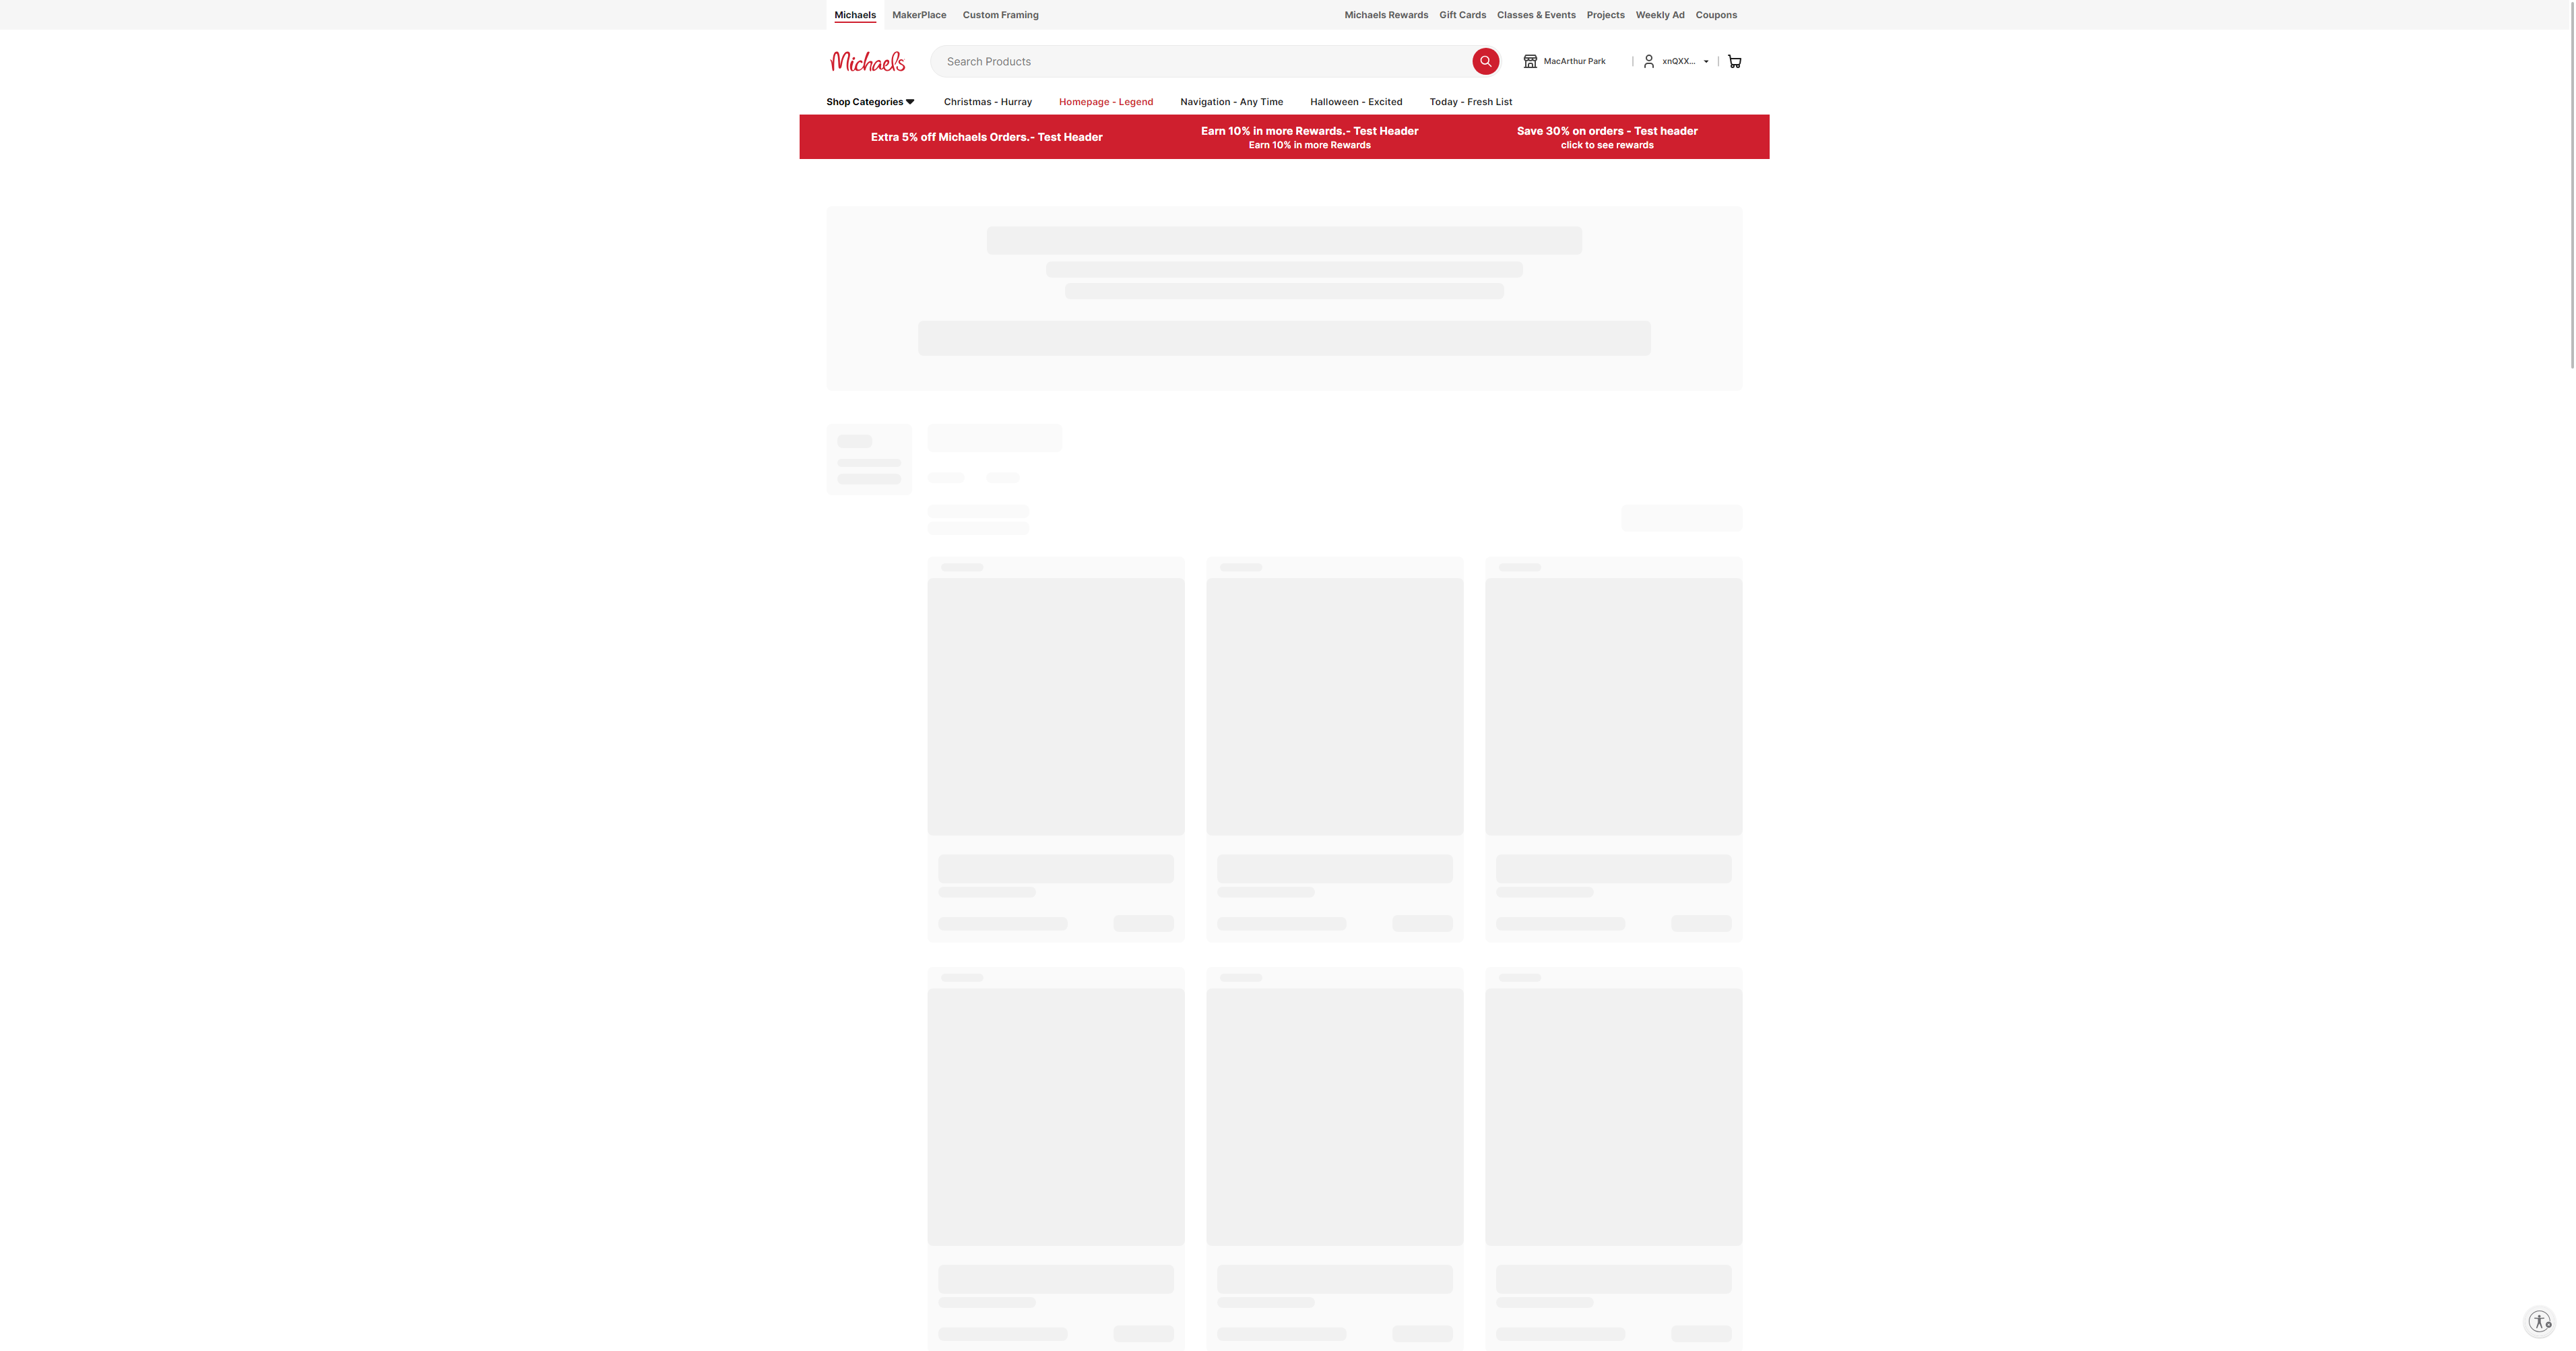 Michaels MakerPlace Custom Framing Michaels Rewards Gift Cards Classes & Events Projects Weekly Ad Coupons
Michaels Search Products MacArthur Park xnQXX...
Shop Categories Christmas - Hurray Homepage - Legend Navigation - Any Time Halloween - Excited Today - Fresh List
Extra 5% off Michaels Orders.- Test Header
Earn 10% in more Rewards.- Test Header
Earn 10% in more Rewards
Save 30% on orders - Test header
click to see rewards